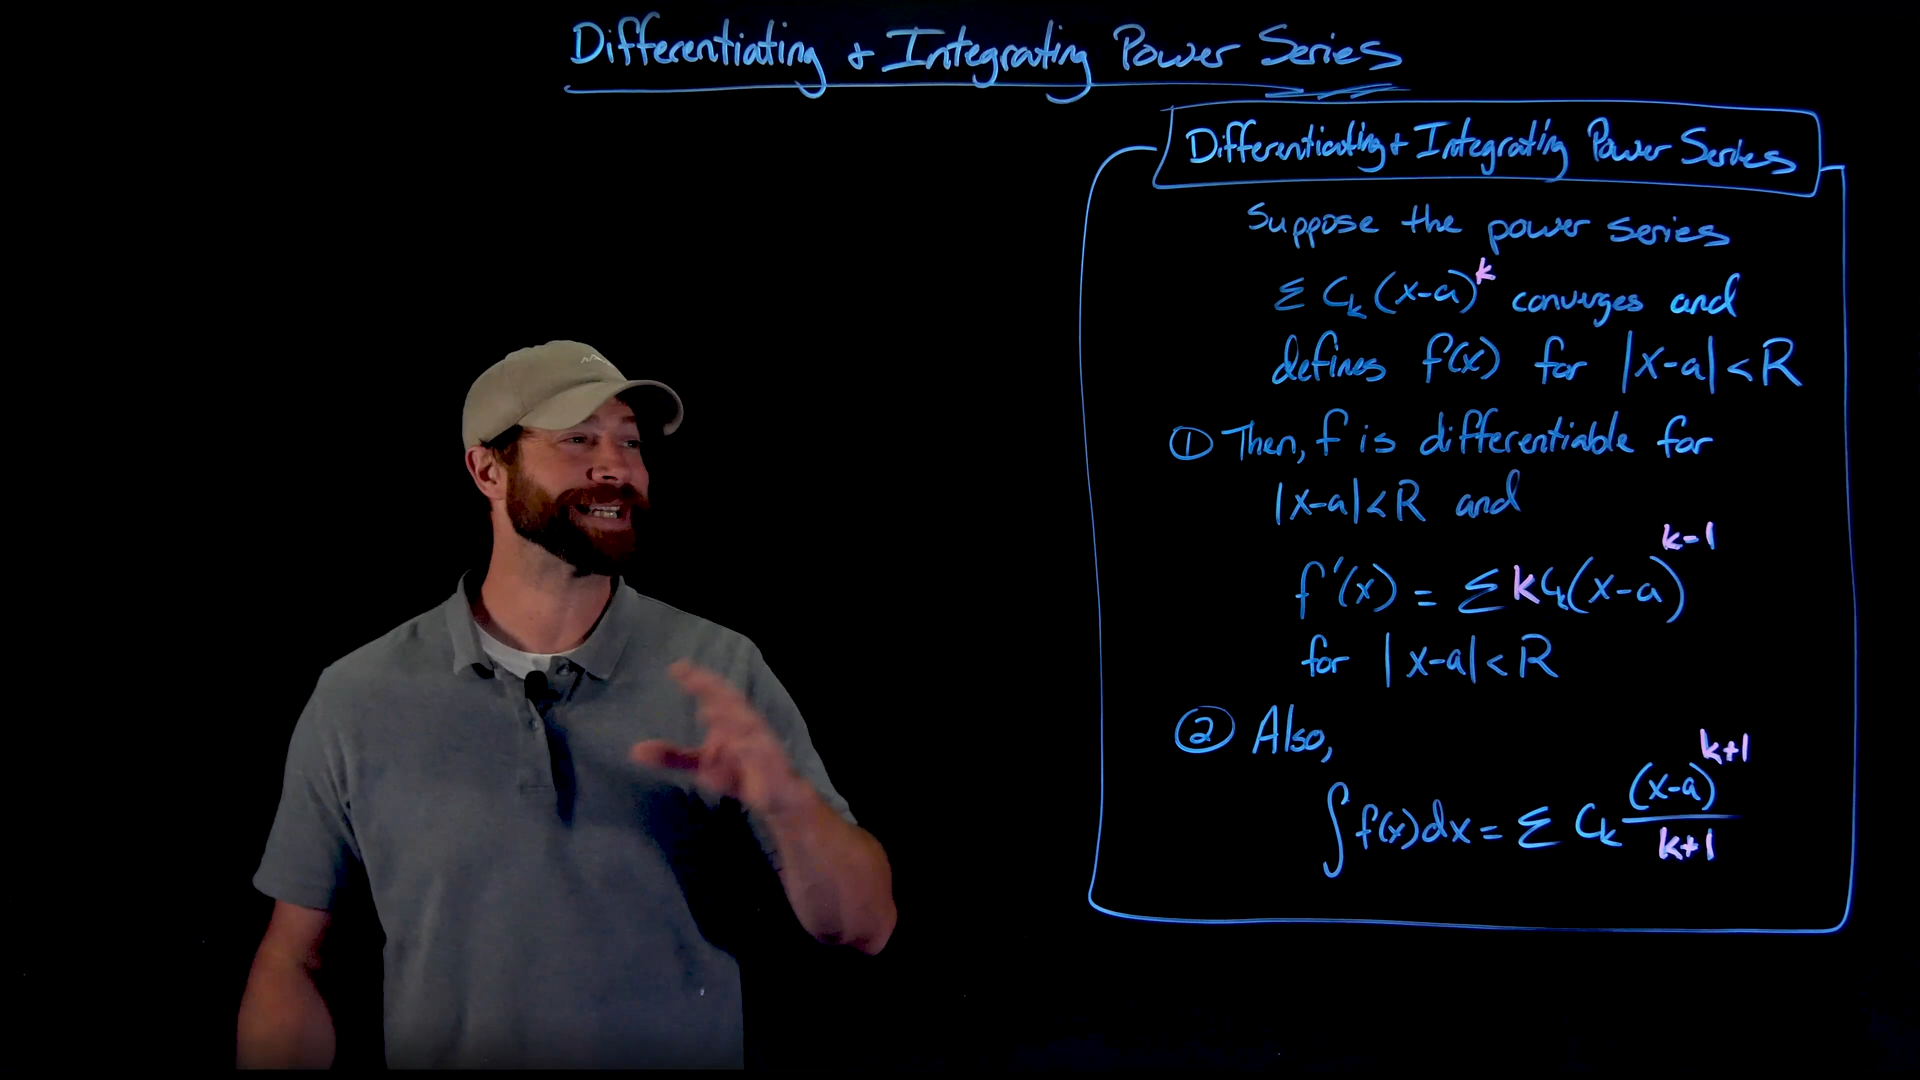 Differentiating + Integrating Power Series
Differentiating + Integrating Power Series
Suppose the power series
Σ Cₖ (x-a)ᵏ converges and
defines f(x) for |x-a| < R
① Then, f is differentiable for
|x-a| < R and
f'(x) = Σ k Cₖ (x-a)ᵏ⁻¹
for |x-a| < R
② Also,
∫ f(x) dx = Σ Cₖ (x-a)ᵏ⁺¹ / k+1